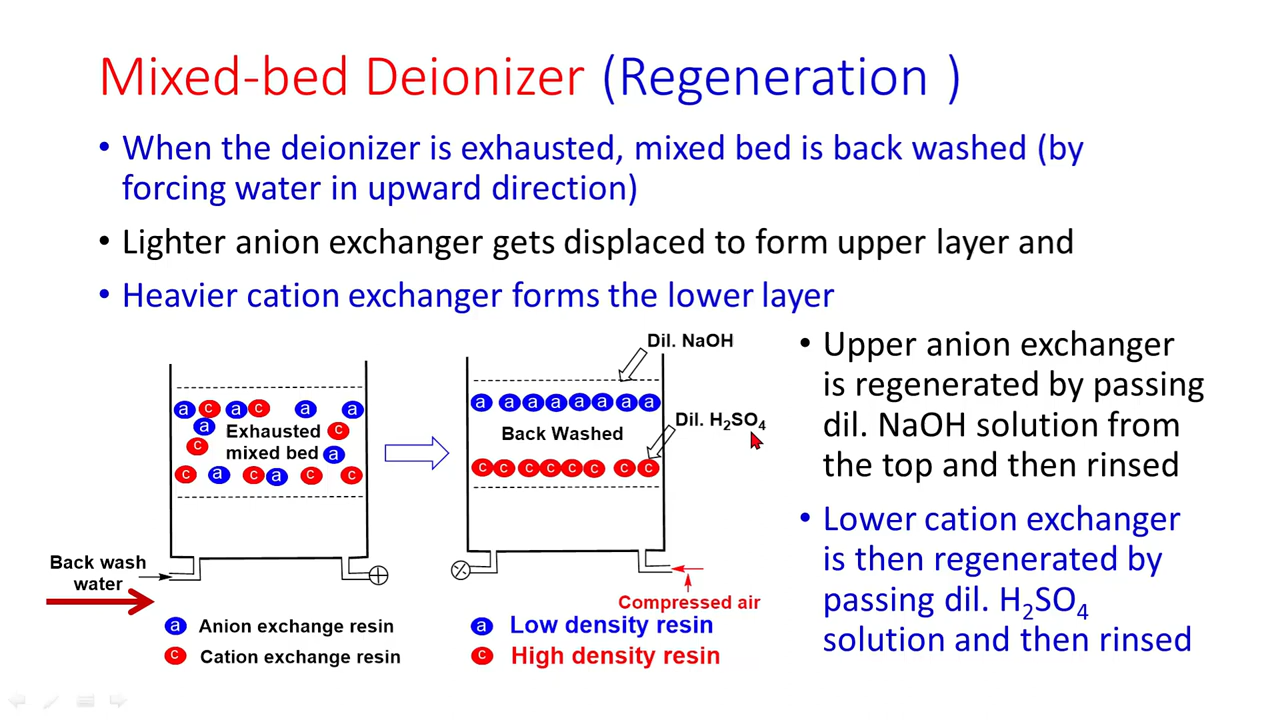 Mixed-bed Deionizer (Regeneration )
• When the deionizer is exhausted, mixed bed is back washed (by
forcing water in upward direction)
• Lighter anion exchanger gets displaced to form upper layer and
• Heavier cation exchanger forms the lower layer
a c a c a a
a
c
Exhausted
mixed bed
c
a
c a c a c c
Back wash
water
a Anion exchange resin
c Cation exchange resin
Dil. NaOH
a a a a a a a a
Dil. H₂SO₄
Back Washed
c c c c c c c c
Compressed air
a Low density resin
c High density resin
• Upper anion exchanger
is regenerated by passing
dil. NaOH solution from
the top and then rinsed
• Lower cation exchanger
is then regenerated by
passing dil. H₂SO₄
solution and then rinsed